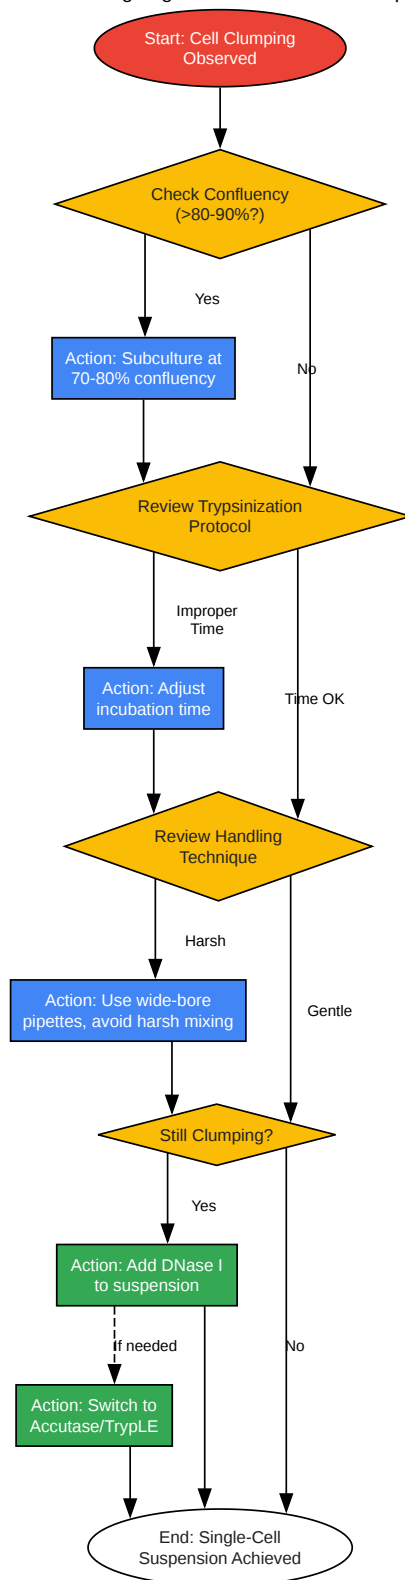 Start: Cell Clumping
Observed
Check Confluency
(>80-90%?)
Yes
Action: Subculture at
70-80% confluency
No
Review Trypsinization
Protocol
Improper
Time
Action: Adjust
incubation time
Time OK
Review Handling
Technique
Harsh
Action: Use wide-bore
pipettes, avoid harsh mixing
Gentle
Still Clumping?
Yes
Action: Add DNase I
to suspension
If needed
No
Action: Switch to
Accutase/TrypLE
End: Single-Cell
Suspension Achieved